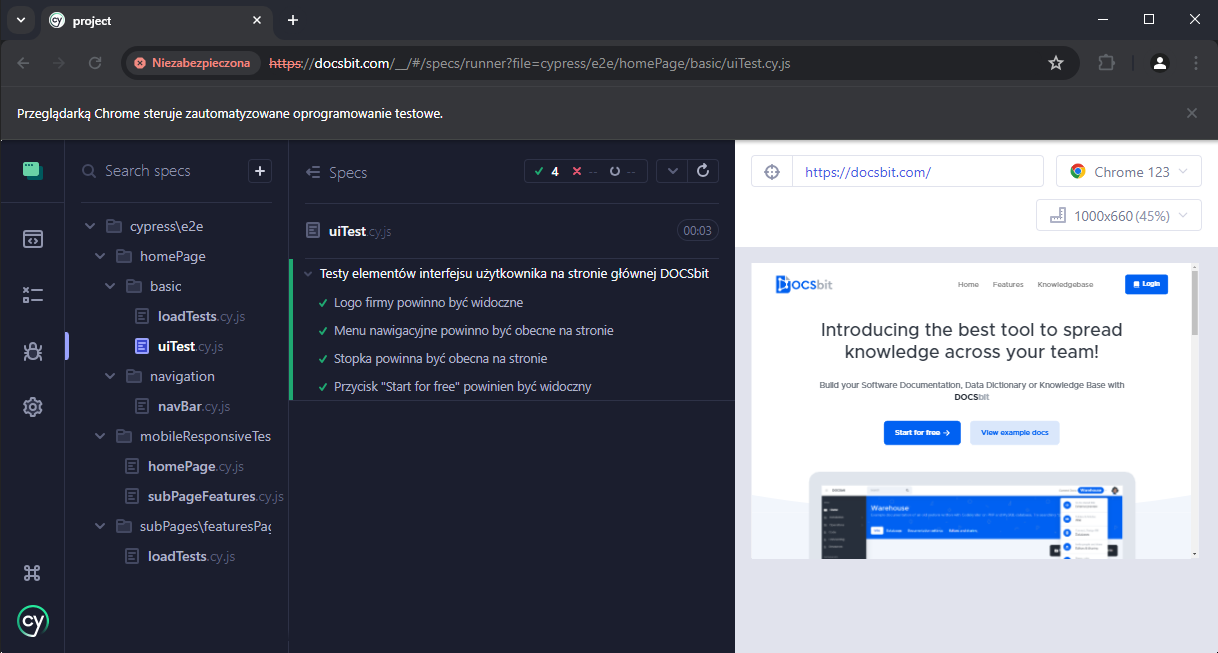 project
Niezabezpieczona
https://docsbit.com/__/#/specs/runner?file=cypress/e2e/homePage/basic/uiTest.cy.js
Przeglądarką Chrome steruje zautomatyzowane oprogramowanie testowe.
Search specs
+
cypress\e2e
homePage
basic
loadTests.cy.js
uiTest.cy.js
navigation
navBar.cy.js
mobileResponsiveTes
homePage.cy.js
subPageFeatures.cy.js
subPages\featuresPag
loadTests.cy.js
cy
Specs
4 -- --
uiTest.cy.js 00:03
Testy elementów interfejsu użytkownika na stronie głównej DOCSbit
Logo firmy powinno być widoczne
Menu nawigacyjne powinno być obecne na stronie
Stopka powinna być obecna na stronie
Przycisk "Start for free" powinien być widoczny
https://docsbit.com/
Chrome 123
1000x660 (45%)
DOCSbit Home Features Knowledgebase Login
Introducing the best tool to spread
knowledge across your team!
Build your Software Documentation, Data Dictionary or Knowledge Base with
DOCSbit
Start for free → View example docs
Warehouse